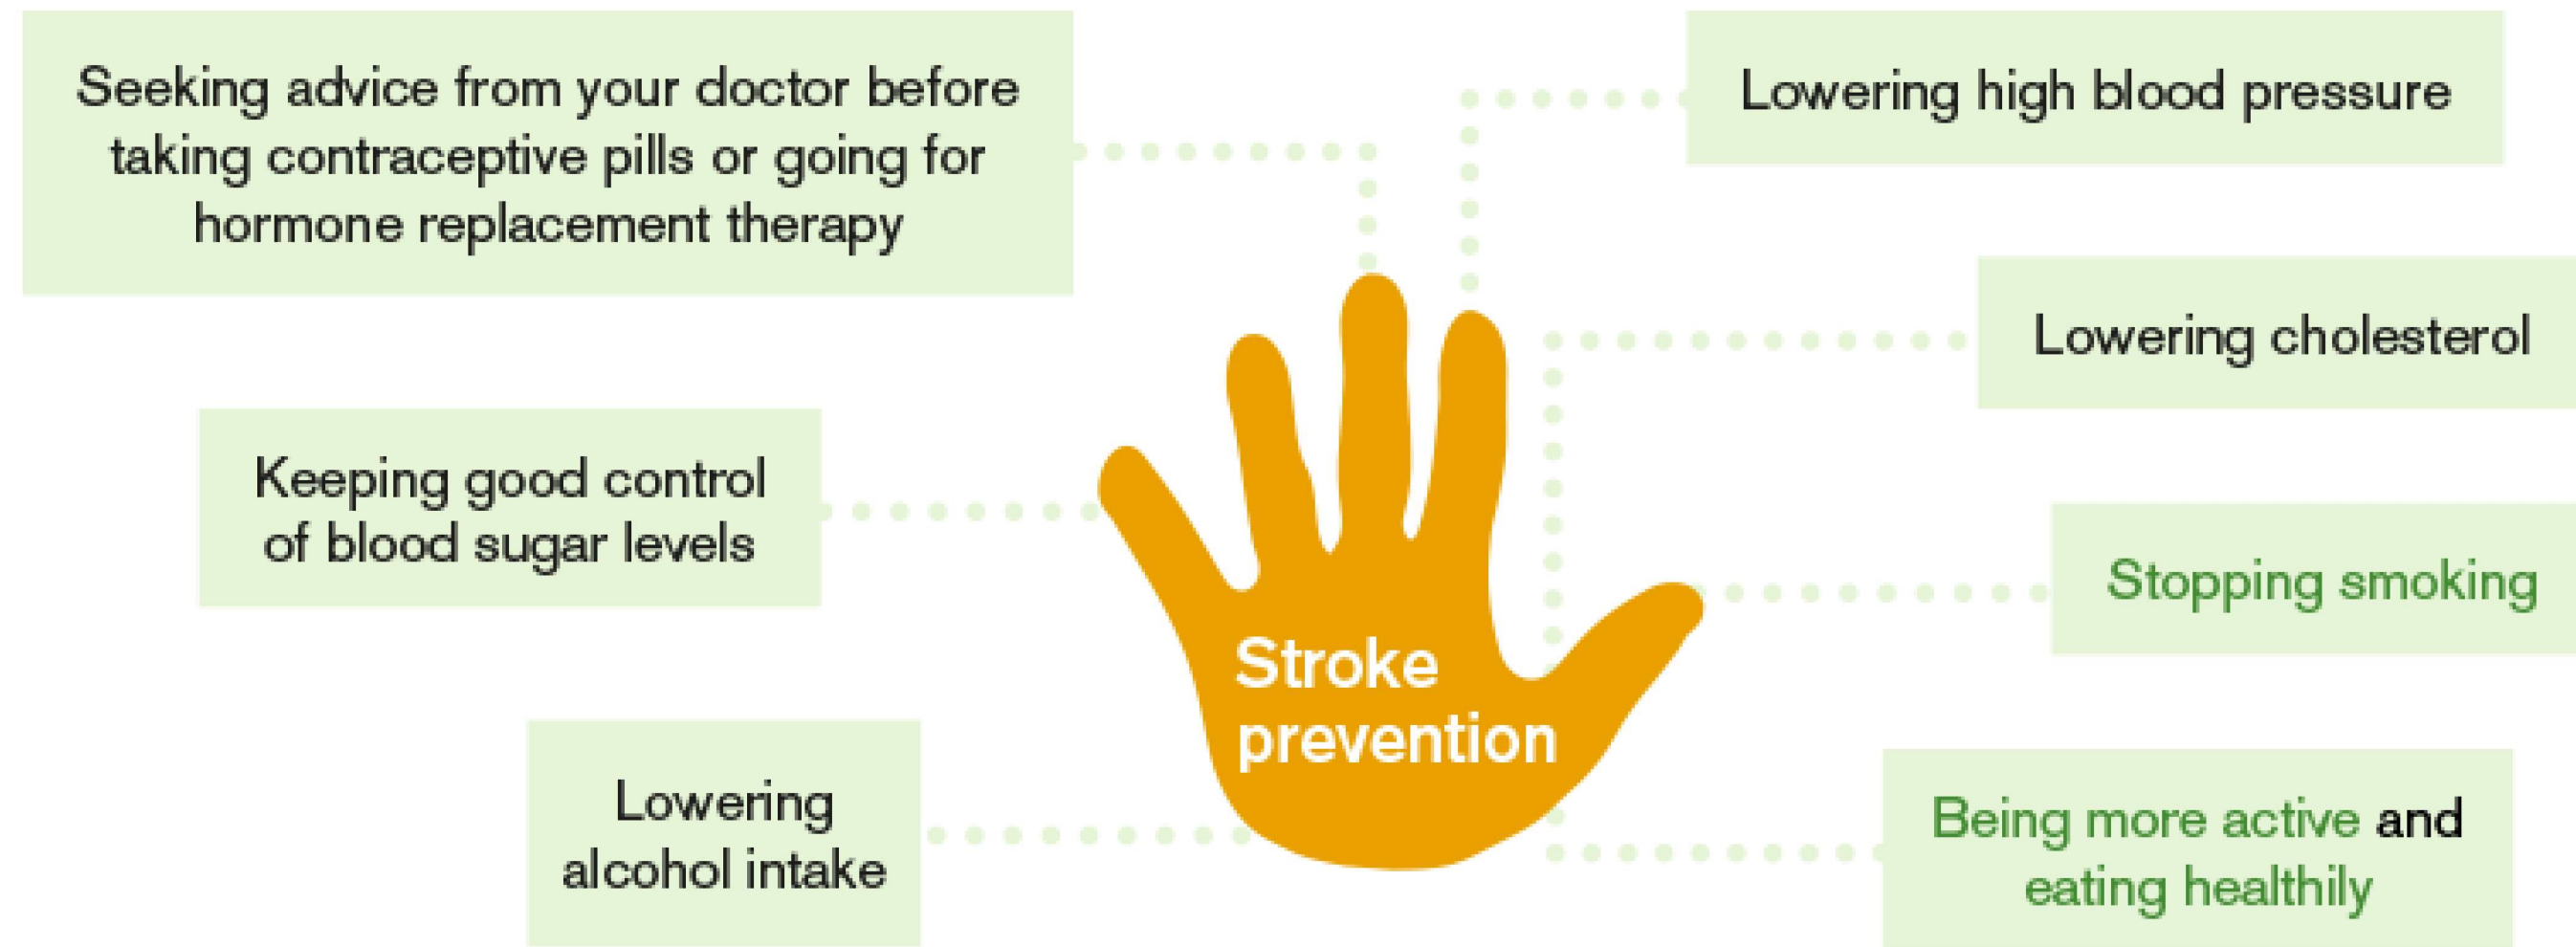 Seeking advice from your doctor before
taking contraceptive pills or going for
hormone replacement therapy
Lowering high blood pressure
Lowering cholesterol
Keeping good control
of blood sugar levels
Stopping smoking
Stroke
prevention
Lowering
alcohol intake
Being more active and
eating healthily